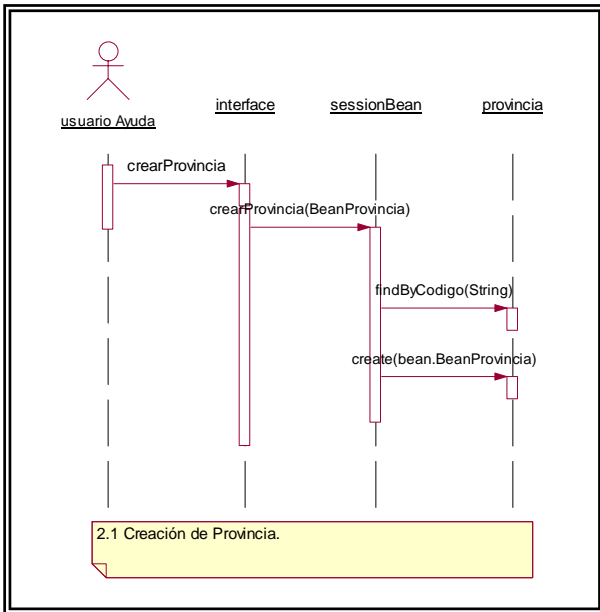 usuario Ayuda
interface
sessionBean
provincia
crearProvincia
crearProvincia(BeanProvincia)
findByCodigo(String)
create(bean.BeanProvincia)
2.1 Creación de Provincia.